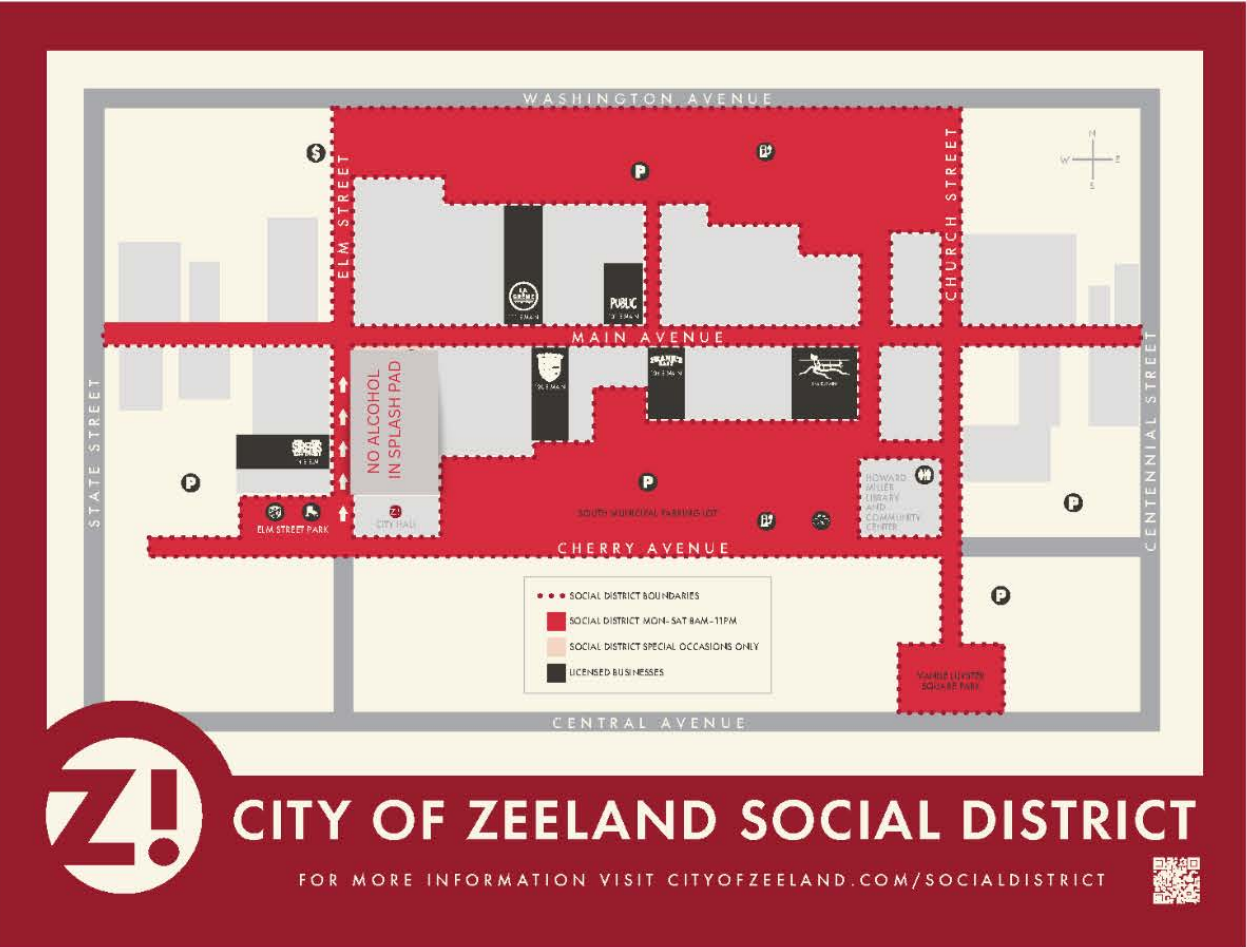 WASHINGTON AVENUE
N
W E
S
$
P
ELM STREET
CHURCH STREET
LA
PUBLIC
MAIN AVENUE
NO ALCOHOL
IN SPLASH PAD
STATE STREET
CENTENNIAL STREET
P
P
P
HOWARD
MILLER
LIBRARY
AND
COMMUNITY
CENTER
Z!
CITY HALL
ELM STREET PARK
SOUTH MUNICIPAL PARKING LOT
CHERRY AVENUE
P
SOCIAL DISTRICT BOUNDARIES
SOCIAL DISTRICT MON-SAT 8AM-11PM
SOCIAL DISTRICT SPECIAL OCCASIONS ONLY
LICENSED BUSINESSES
SQUARE PARK
CENTRAL AVENUE
Z!
CITY OF ZEELAND SOCIAL DISTRICT
FOR MORE INFORMATION VISIT CITYOFZEELAND.COM/SOCIALDISTRICT